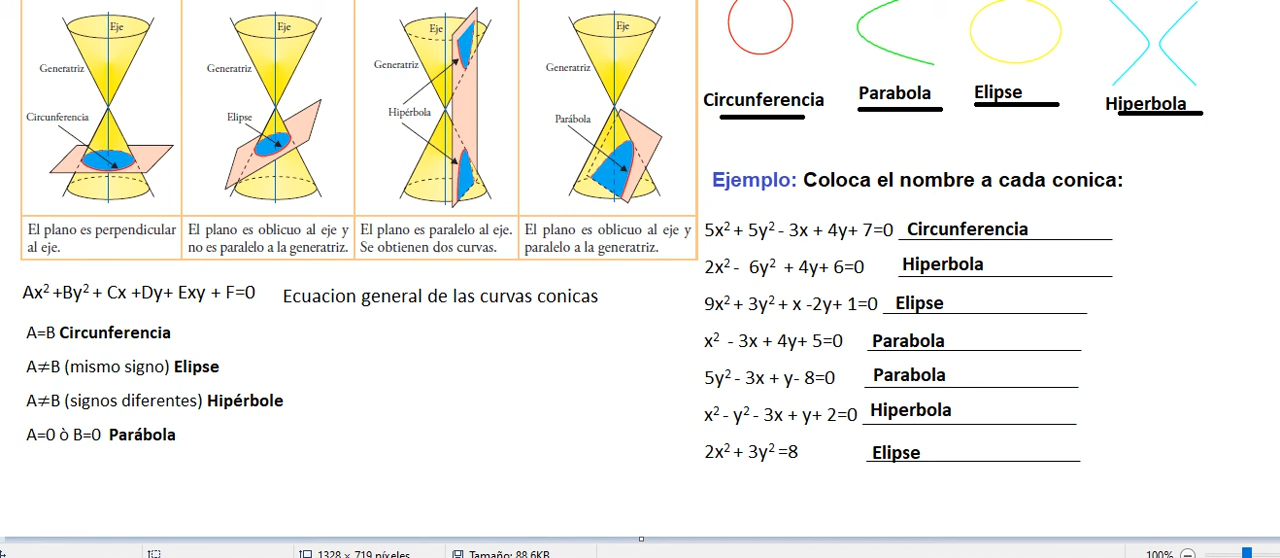 Eje
Generatriz
Circunferencia
El plano es perpendicular
al eje.
Eje
Generatriz
Elipse
El plano es oblicuo al eje y
no es paralelo a la generatriz.
Eje
Generatriz
Hipérbola
El plano es paralelo al eje.
Se obtienen dos curvas.
Eje
Generatriz
Parábola
El plano es oblicuo al eje y
paralelo a la generatriz.
Ax² +By² + Cx +Dy+ Exy + F=0 Ecuacion general de las curvas conicas
A=B Circunferencia
A≠B (mismo signo) Elipse
A≠B (signos diferentes) Hipérbole
A=0 ò B=0 Parábola
Circunferencia Parabola Elipse Hiperbola
Ejemplo: Coloca el nombre a cada conica:
5x² + 5y² - 3x + 4y+ 7=0 Circunferencia
2x² - 6y² + 4y+ 6=0 Hiperbola
9x² + 3y² + x -2y+ 1=0 Elipse
x² - 3x + 4y+ 5=0 Parabola
5y² - 3x + y- 8=0 Parabola
x² - y² - 3x + y+ 2=0 Hiperbola
2x² + 3y² =8 Elipse
1328 × 719 píxeles Tamaño: 88.6KB 100%